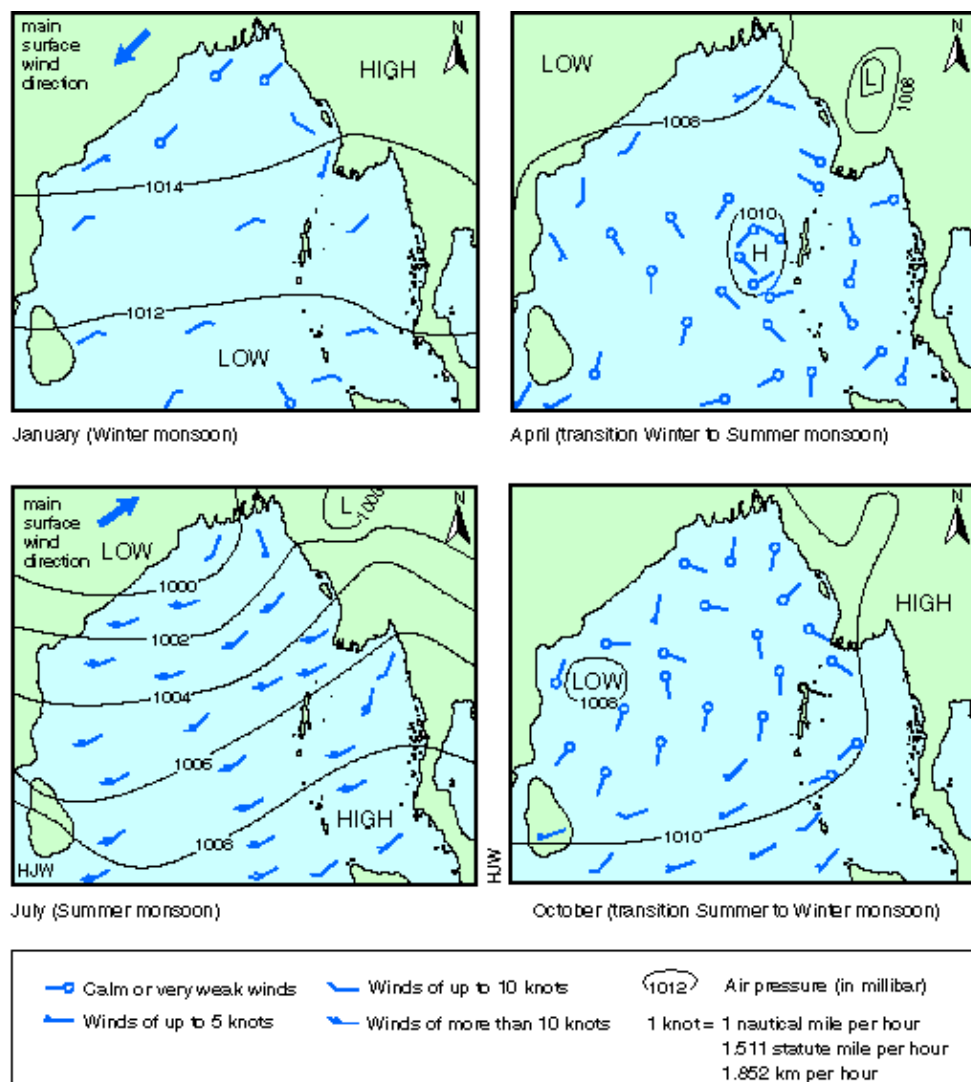 main
surface
wind
direction
HIGH
N
1014
1012
LOW
January (Winter monsoon)
LOW
N
L
1008
1008
1010
H
April (transition Winter to Summer monsoon)
main
surface
wind
direction
LOW
L
1008
N
1000
1002
1004
1006
1008
HIGH
HJW
July (Summer monsoon)
N
HIGH
LOW
1008
1010
HJW
October (transition Summer to Winter monsoon)
Calm or very weak winds
Winds of up to 5 knots
Winds of up to 10 knots
Winds of more than 10 knots
1012 Air pressure (in millibar)
1 knot = 1 nautical mile per hour
1.511 statute mile per hour
1.852 km per hour